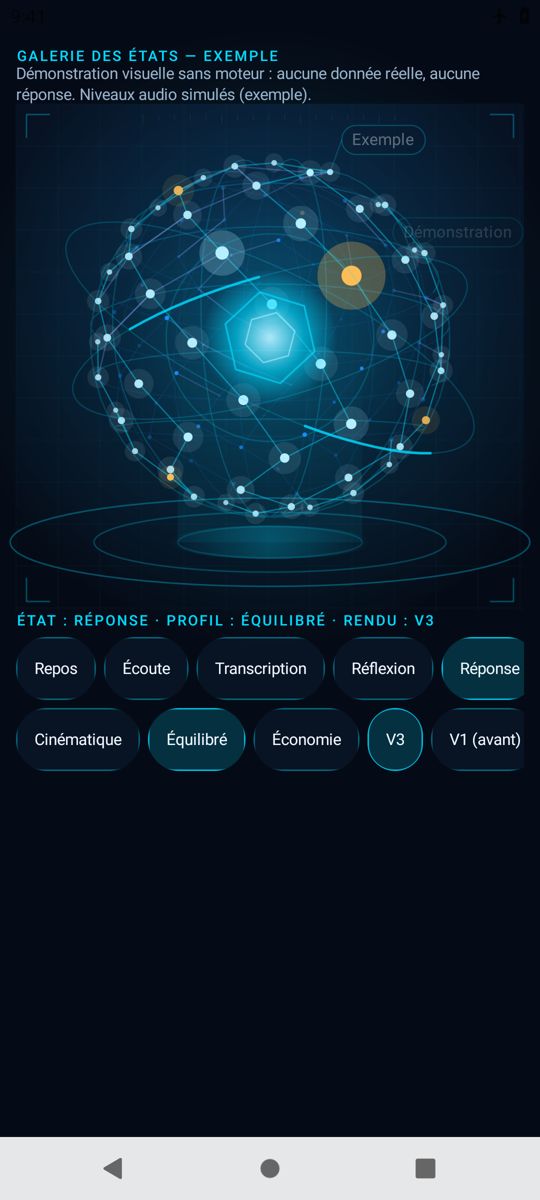 9:41
GALERIE DES ÉTATS — EXEMPLE
Démonstration visuelle sans moteur : aucune donnée réelle, aucune
réponse. Niveaux audio simulés (exemple).
Exemple
Démonstration
ÉTAT : RÉPONSE · PROFIL : ÉQUILIBRÉ · RENDU : V3
Repos Écoute Transcription Réflexion Réponse
Cinématique Équilibré Économie V3 V1 (avant)